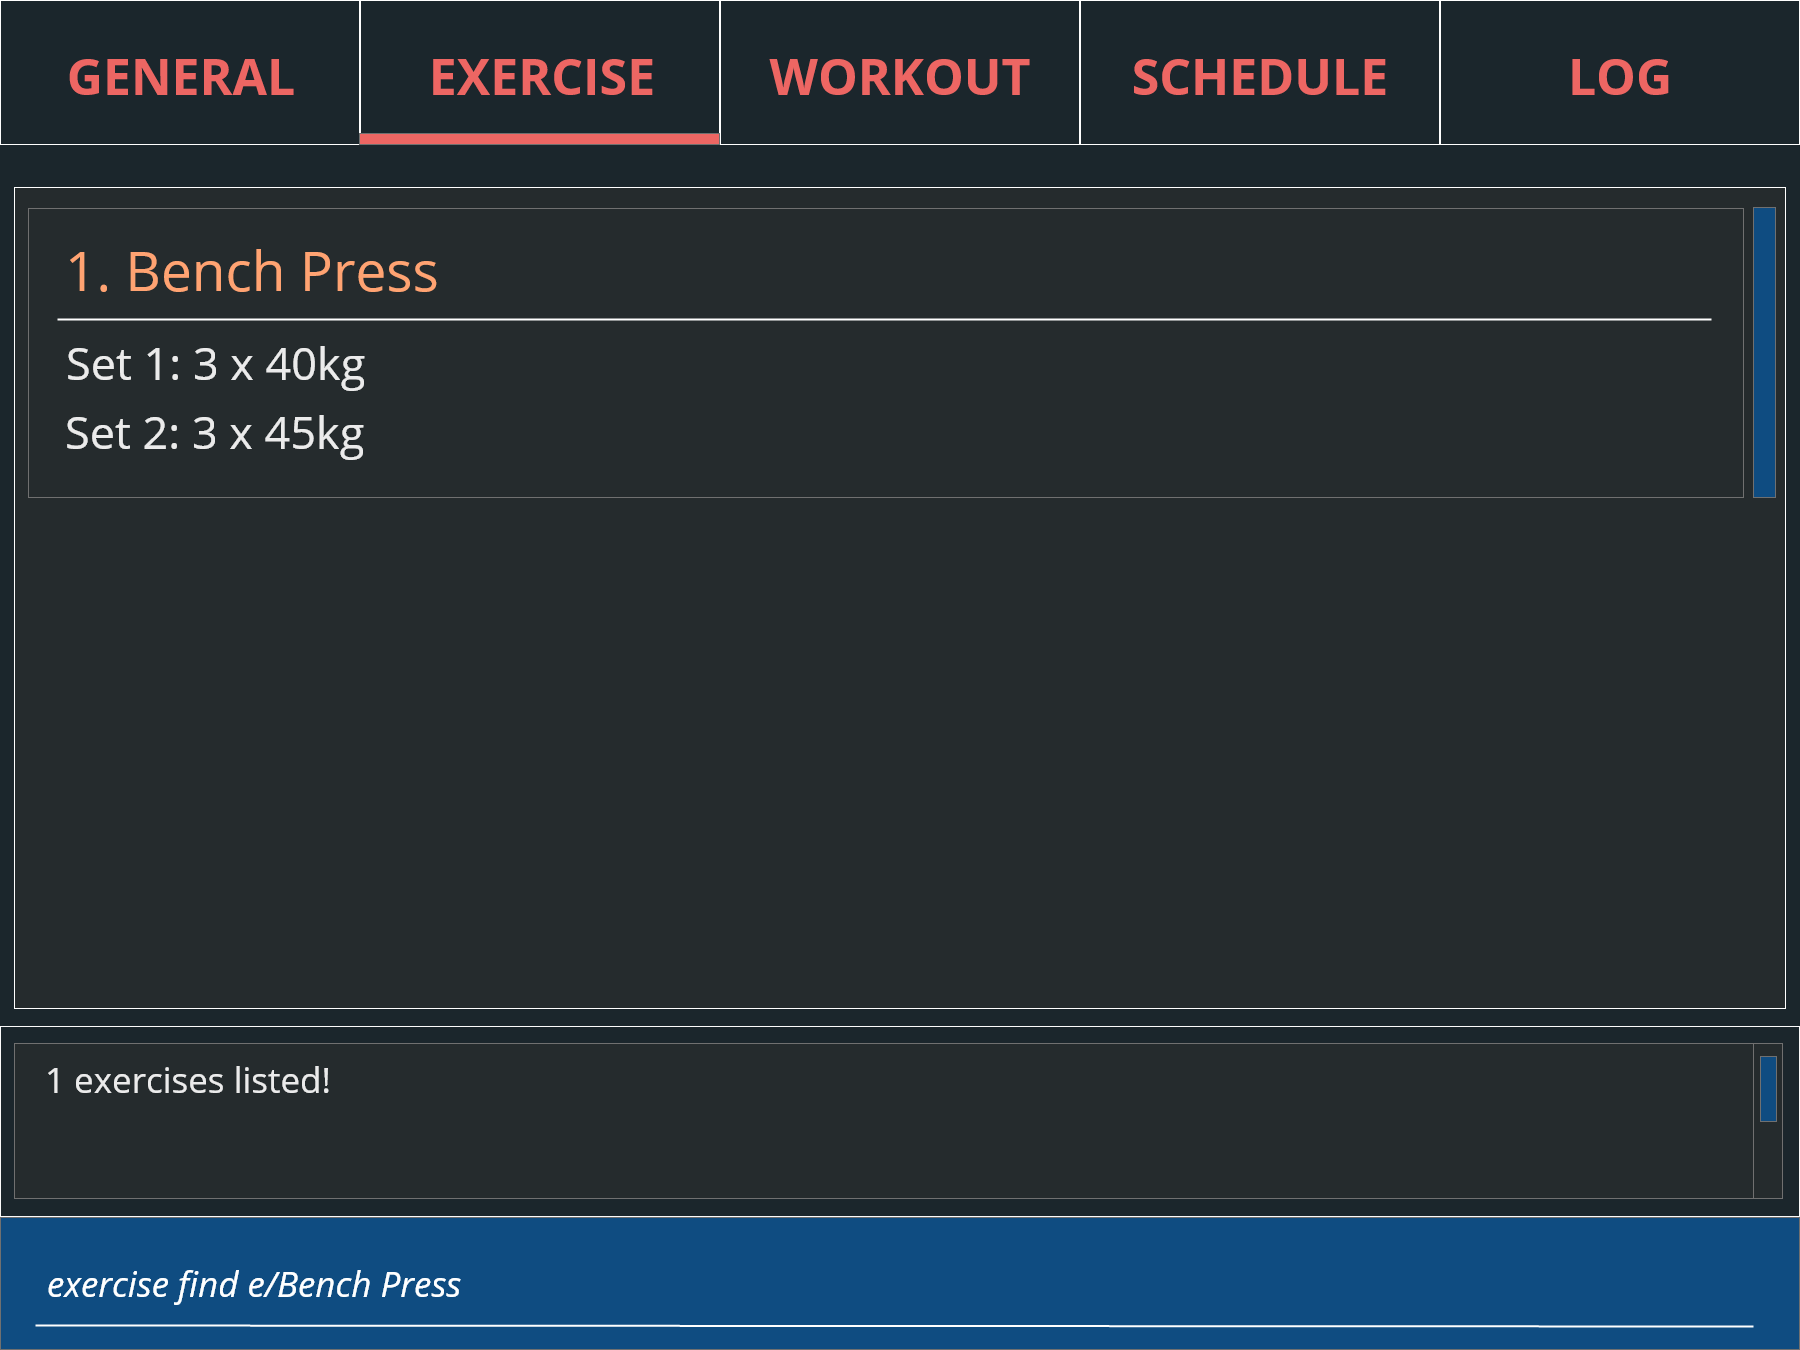 GENERAL EXERCISE WORKOUT SCHEDULE LOG
1. Bench Press
Set 1: 3 x 40kg
Set 2: 3 x 45kg
1 exercises listed!
exercise find e/Bench Press